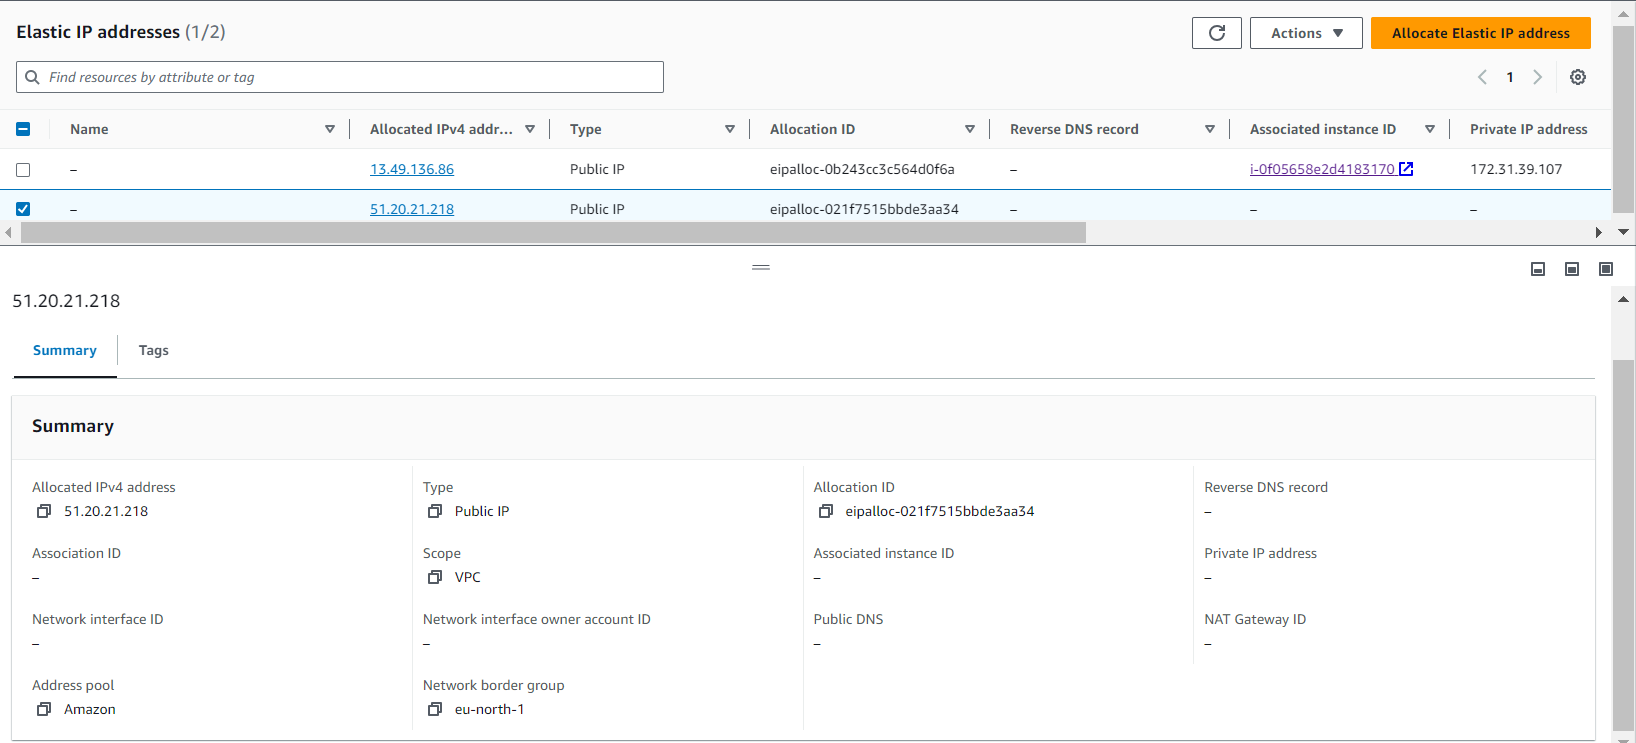 Elastic IP addresses (1/2)
Actions
Allocate Elastic IP address
Find resources by attribute or tag
1
Name Allocated IPv4 addr... Type Allocation ID Reverse DNS record Associated instance ID Private IP address
– 13.49.136.86 Public IP eipalloc-0b243cc3c564d0f6a – i-0f05658e2d4183170 172.31.39.107
– 51.20.21.218 Public IP eipalloc-021f7515bbde3aa34 – – –
51.20.21.218
Summary Tags
Summary
Allocated IPv4 address Type Allocation ID Reverse DNS record
51.20.21.218 Public IP eipalloc-021f7515bbde3aa34 –
Association ID Scope Associated instance ID Private IP address
– VPC – –
Network interface ID Network interface owner account ID Public DNS NAT Gateway ID
– – – –
Address pool Network border group
Amazon eu-north-1